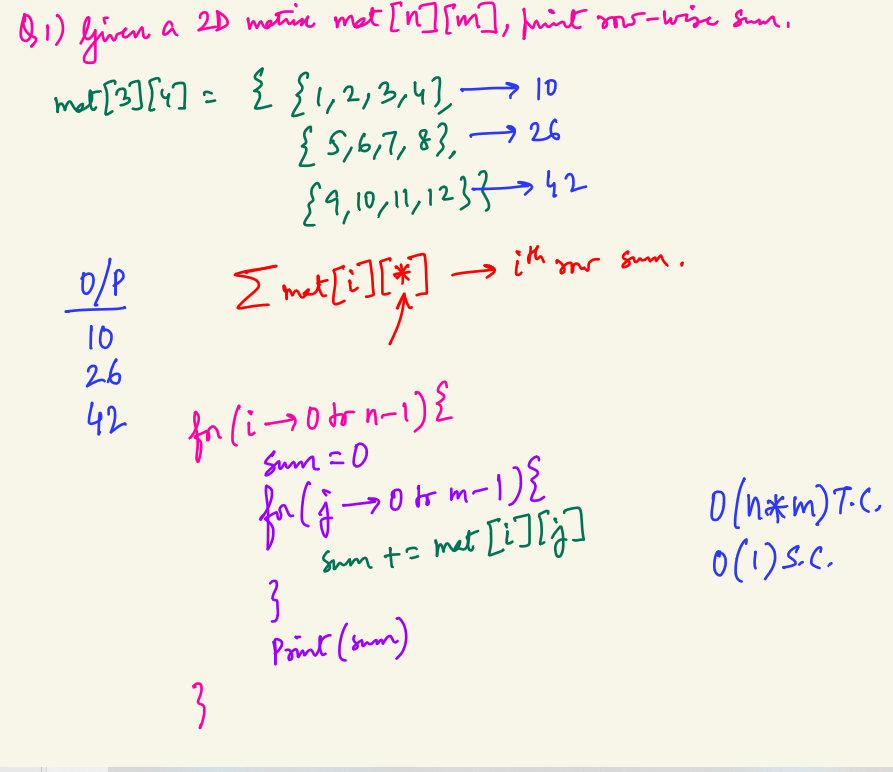 Q1) Given a 2D matrix mat[n][m], print row-wise sum.
mat[3][4] = { {1,2,3,4}, → 10
{ 5,6,7, 8}, → 26
{9,10,11,12}} → 42
∑ mat[i][*] → ith row sum.
O/P
10
26
42
for(i → 0 to n-1){
sum = 0
for(j → 0 to m-1){
sum += mat[i][j]
}
Print(sum)
}
O(n*m) T.C.
O(1) S.C.